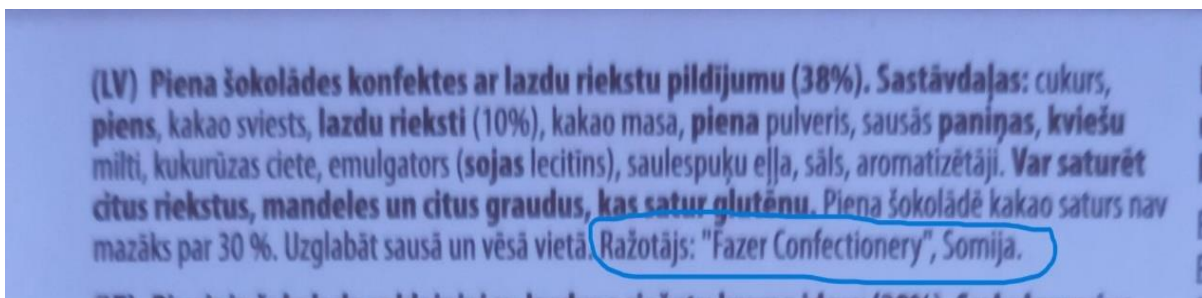 (LV) Piena šokolādes konfektes ar lazdu riekstu pildījumu (38%). Sastāvdaļas: cukurs,
piens, kakao sviests, lazdu rieksti (10%), kakao masa, piena pulveris, sausās paniņas, kviešu
milti, kukurūzas ciete, emulgators (sojas lecitīns), saulespuķu eļļa, sāls, aromatizētāji. Var saturēt
citus riekstus, mandeles un citus graudus, kas satur glutēnu. Piena šokolādē kakao saturs nav
mazāks par 30 %. Uzglabāt sausā un vēsā vietā. Ražotājs: "Fazer Confectionery", Somija.